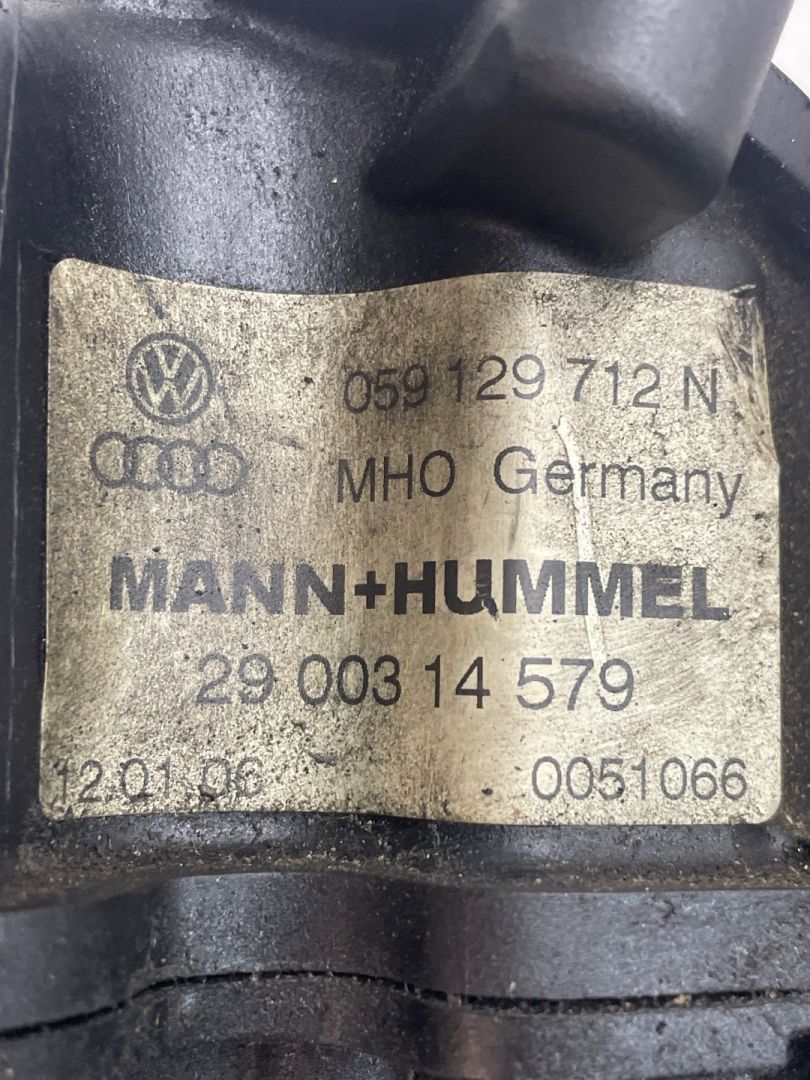 059 129 712 N
MHO Germany
MANN+HUMMEL
29 003 14 579
12.01.06 0051066